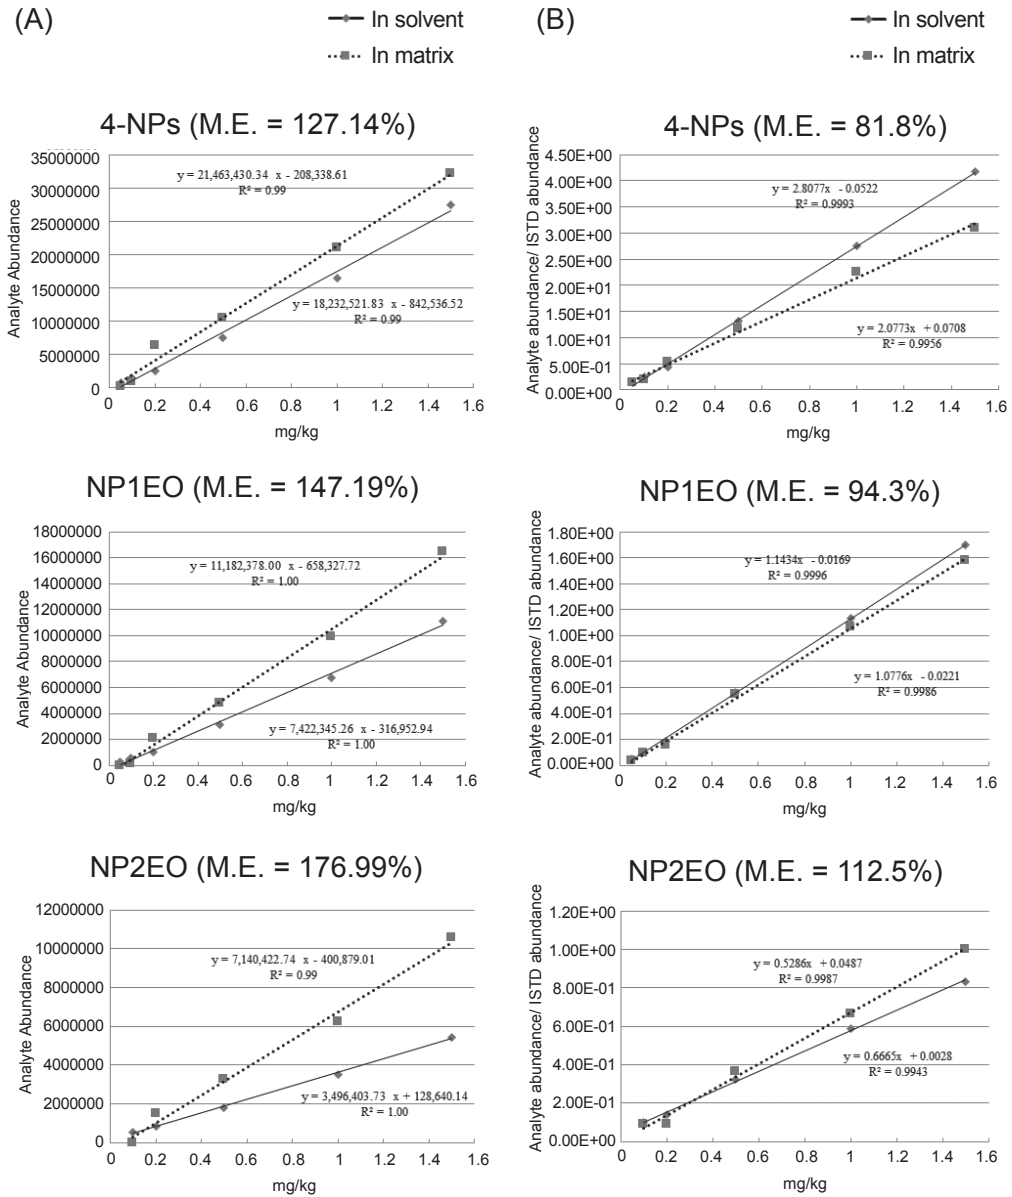 (A)
In solvent
In matrix
4-NPs (M.E. = 127.14%)
Analyte Abundance
35000000
30000000
25000000
20000000
15000000
10000000
5000000
0
y = 21,463,430.34 x - 208,338.61
R² = 0.99
y = 18,232,521.83 x - 842,536.52
R² = 0.99
0 0.2 0.4 0.6 0.8 1 1.2 1.4 1.6
mg/kg
NP1EO (M.E. = 147.19%)
Analyte Abundance
18000000
16000000
14000000
12000000
10000000
8000000
6000000
4000000
2000000
0
y = 11,182,378.00 x - 658,327.72
R² = 1.00
y = 7,422,345.26 x - 316,952.94
R² = 1.00
0 0.2 0.4 0.6 0.8 1 1.2 1.4 1.6
mg/kg
NP2EO (M.E. = 176.99%)
Analyte Abundance
12000000
10000000
8000000
6000000
4000000
2000000
0
y = 7,140,422.74 x - 400,879.01
R² = 0.99
y = 3,496,403.73 x + 128,640.14
R² = 1.00
0 0.2 0.4 0.6 0.8 1 1.2 1.4 1.6
mg/kg
(B)
In solvent
In matrix
4-NPs (M.E. = 81.8%)
Analyte abundance/ ISTD abundance
4.50E+00
4.00E+00
3.50E+00
3.00E+00
2.50E+00
2.00E+00
1.50E+01
1.00E+01
5.00E-01
0.00E+00
y = 2.8077x - 0.0522
R² = 0.9993
y = 2.0773x + 0.0708
R² = 0.9956
0 0.2 0.4 0.6 0.8 1 1.2 1.4 1.6
mg/kg
NP1EO (M.E. = 94.3%)
Analyte abundance/ ISTD abundance
1.80E+00
1.60E+00
1.40E+00
1.20E+00
1.00E+00
8.00E-01
6.00E-01
4.00E-01
2.00E-01
0.00E+00
y = 1.1434x - 0.0169
R² = 0.9996
y = 1.0776x - 0.0221
R² = 0.9986
0 0.2 0.4 0.6 0.8 1 1.2 1.4 1.6
mg/kg
NP2EO (M.E. = 112.5%)
Analyte abundance/ ISTD abundance
1.20E+00
1.00E+00
8.00E-01
6.00E-01
4.00E-01
2.00E-01
0.00E+00
y = 0.5286x + 0.0487
R² = 0.9987
y = 0.6665x + 0.0028
R² = 0.9943
0 0.2 0.4 0.6 0.8 1 1.2 1.4 1.6
mg/kg